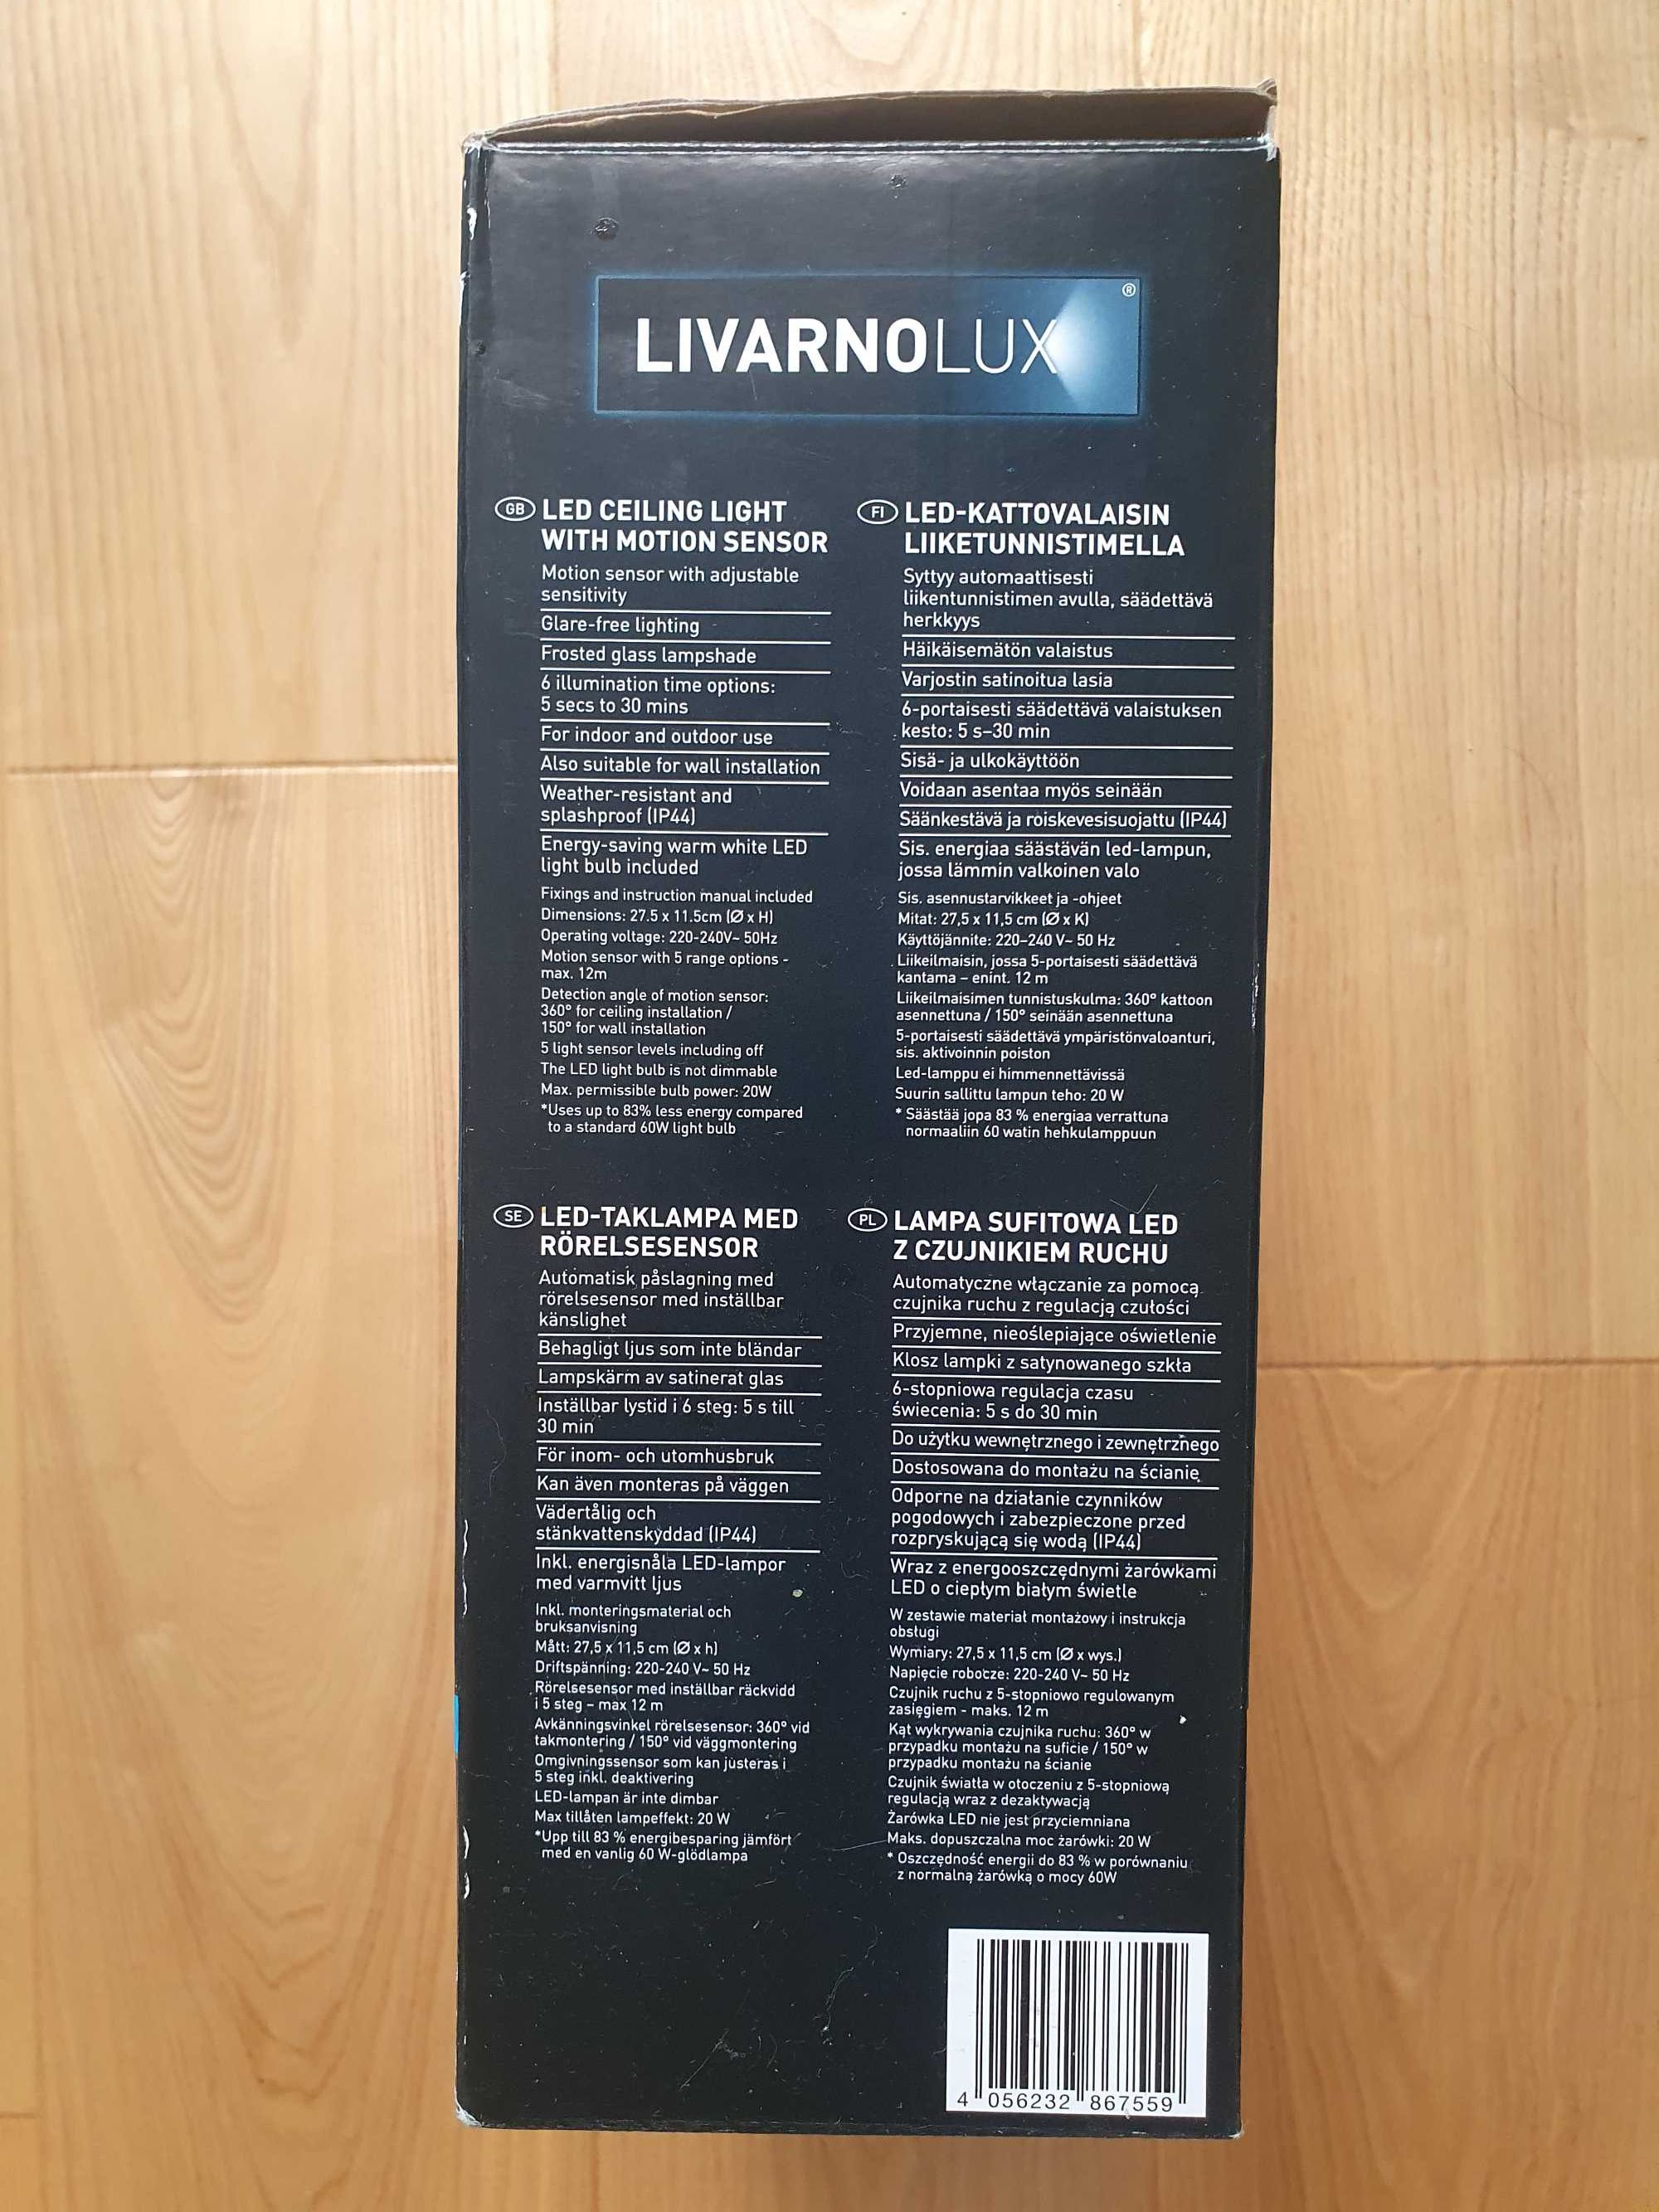 LIVARNOLUX
®
GB LED CEILING LIGHT
WITH MOTION SENSOR
Motion sensor with adjustable
sensitivity
Glare-free lighting
Frosted glass lampshade
6 illumination time options:
5 secs to 30 mins
For indoor and outdoor use
Also suitable for wall installation
Weather-resistant and
splashproof (IP44)
Energy-saving warm white LED
light bulb included
Fixings and instruction manual included
Dimensions: 27.5 x 11.5cm (Ø x H)
Operating voltage: 220-240V~ 50Hz
Motion sensor with 5 range options -
max. 12m
Detection angle of motion sensor:
360° for ceiling installation /
150° for wall installation
5 light sensor levels including off
The LED light bulb is not dimmable
Max. permissible bulb power: 20W
*Uses up to 83% less energy compared
to a standard 60W light bulb
FI LED-KATTOVALAISIN
LIIKETUNNISTIMELLA
Syttyy automaattisesti
liikentunnistimen avulla, säädettävä
herkkyys
Häikäisemätön valaistus
Varjostin satinoitua lasia
6-portaisesti säädettävä valaistuksen
kesto: 5 s–30 min
Sisä- ja ulkokäyttöön
Voidaan asentaa myös seinään
Säänkestävä ja roiskevesisuojattu (IP44)
Sis. energiaa säästävän led-lampun,
jossa lämmin valkoinen valo
Sis. asennustarvikkeet ja -ohjeet
Mitat: 27,5 x 11,5 cm (Ø x K)
Käyttöjännite: 220–240 V~ 50 Hz
Liikeilmaisin, jossa 5-portaisesti säädettävä
kantama – enint. 12 m
Liikeilmaisimen tunnistuskulma: 360° kattoon
asennettuna / 150° seinään asennettuna
5-portaisesti säädettävä ympäristönvaloanturi,
sis. aktivoinnin poiston
Led-lamppu ei himmennettävissä
Suurin sallittu lampun teho: 20 W
* Säästää jopa 83 % energiaa verrattuna
normaaliin 60 watin hehkulamppuun
SE LED-TAKLAMPA MED
RÖRELSESENSOR
Automatisk påslagning med
rörelsesensor med inställbar
känslighet
Behagligt ljus som inte bländar
Lampskärm av satinerat glas
Inställbar lystid i 6 steg: 5 s till
30 min
För inom- och utomhusbruk
Kan även monteras på väggen
Vädertålig och
stänkvattenskyddad (IP44)
Inkl. energisnåla LED-lampor
med varmvitt ljus
Inkl. monteringsmaterial och
bruksanvisning
Mått: 27,5 x 11,5 cm (Ø x h)
Driftspänning: 220-240 V~ 50 Hz
Rörelsesensor med inställbar räckvidd
i 5 steg – max 12 m
Avkänningsvinkel rörelsesensor: 360° vid
takmontering / 150° vid väggmontering
Omgivningssensor som kan justeras i
5 steg inkl. deaktivering
LED-lampan är inte dimbar
Max tillåten lampeffekt: 20 W
*Upp till 83 % energibesparing jämfört
med en vanlig 60 W-glödlampa
PL LAMPA SUFITOWA LED
Z CZUJNIKIEM RUCHU
Automatyczne włączanie za pomocą
czujnika ruchu z regulacją czułości
Przyjemne, nieoślepiające oświetlenie
Klosz lampki z satynowanego szkła
6-stopniowa regulacja czasu
świecenia: 5 s do 30 min
Do użytku wewnętrznego i zewnętrznego
Dostosowana do montażu na ścianię
Odporne na działanie czynników
pogodowych i zabezpieczone przed
rozpryskującą się wodą (IP44)
Wraz z energooszczędnymi żarówkami
LED o ciepłym białym świetle
W zestawie materiał montażowy i instrukcja
obsługi
Wymiary: 27,5 x 11,5 cm (Ø x wys.)
Napięcie robocze: 220-240 V~ 50 Hz
Czujnik ruchu z 5-stopniowo regulowanym
zasięgiem - maks. 12 m
Kąt wykrywania czujnika ruchu: 360° w
przypadku montażu na suficie / 150° w
przypadku montażu na ścianie
Czujnik światła w otoczeniu z 5-stopniową
regulacją wraz z dezaktywacją
Żarówka LED nie jest przyciemniana
Maks. dopuszczalna moc żarówki: 20 W
* Oszczędność energii do 83 % w porównaniu
z normalną żarówką o mocy 60W
4 056232 867559